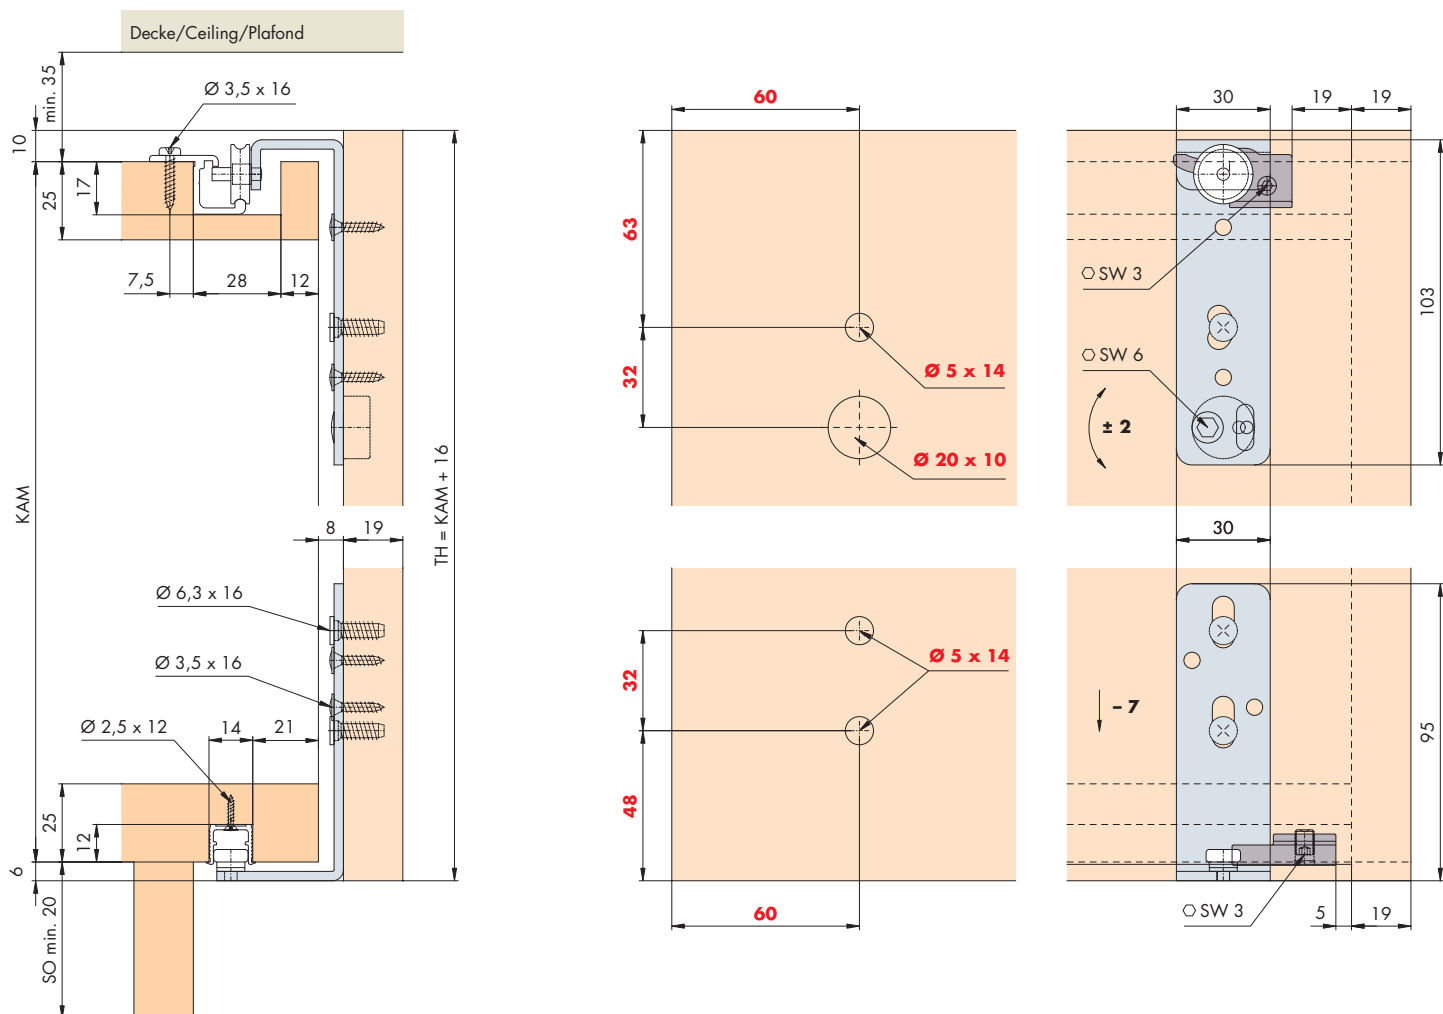 Decke/Ceiling/Plafond
min. 35
Ø 3,5 x 16
10
17
25
7,5
28
12
KAM
TH = KAM + 16
8
19
Ø 6,3 x 16
Ø 3,5 x 16
Ø 2,5 x 12
14
21
25
12
6
SO min. 20
60
63
32
Ø 5 x 14
Ø 20 x 10
32
Ø 5 x 14
48
60
30
19
19
SW 3
103
SW 6
± 2
30
– 7
95
SW 3
5
19